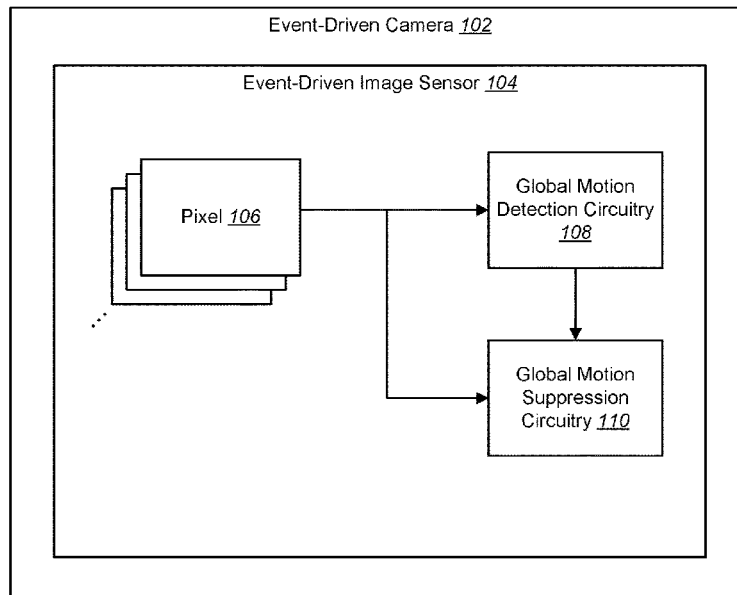 Event-Driven Camera 102
Event-Driven Image Sensor 104
Pixel 106
Global Motion
Detection Circuitry
108
Global Motion
Suppression
Circuitry 110